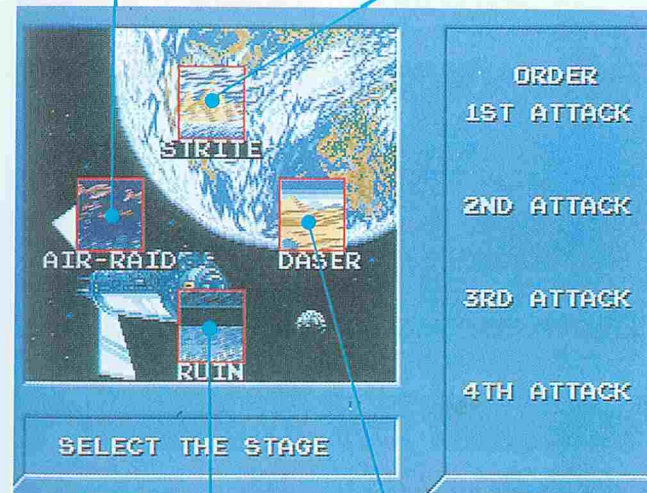 STRITE
AIR-RAID
DASER
RUIN
SELECT THE STAGE
ORDER
1ST ATTACK
2ND ATTACK
3RD ATTACK
4TH ATTACK